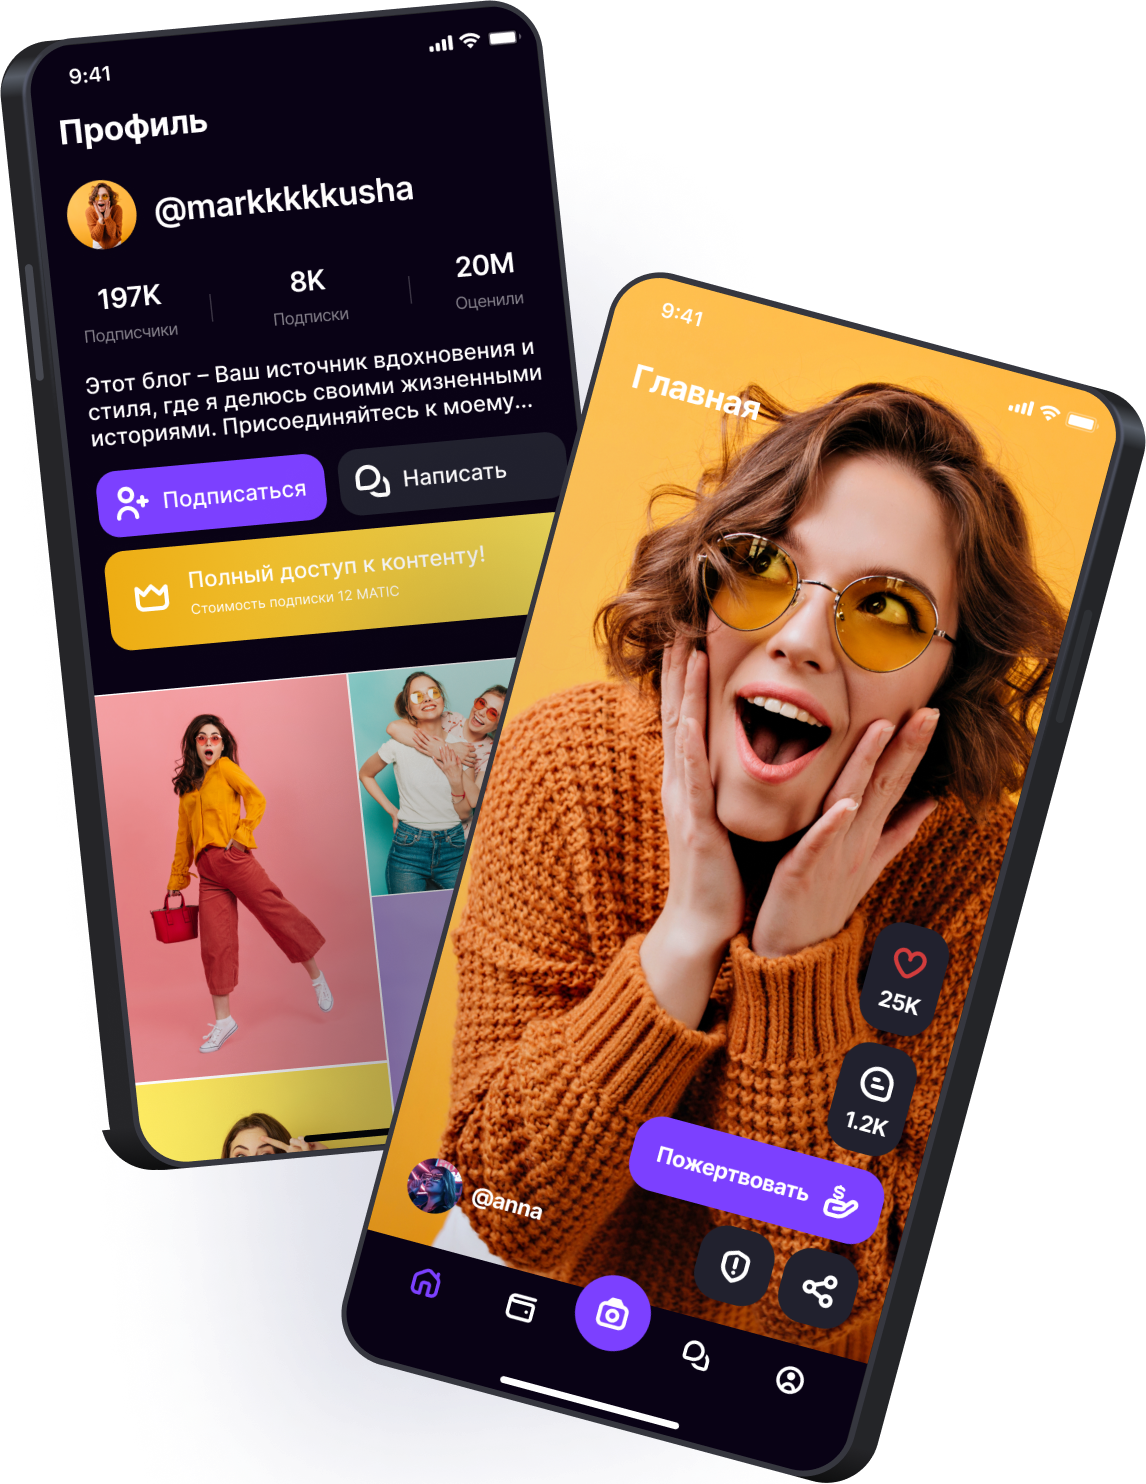 9:41
Профиль
@markkkkkusha
197K
8K
20M
Подписчики
Подписки
Оценили
Этот блог – Ваш источник вдохновения и
стиля, где я делюсь своими жизненными
историями. Присоединяйтесь к моему...
Подписаться
Написать
Полный доступ к контенту!
Стоимость подписки 12 MATIC
9:41
Главная
25K
1.2K
Пожертвовать
@anna